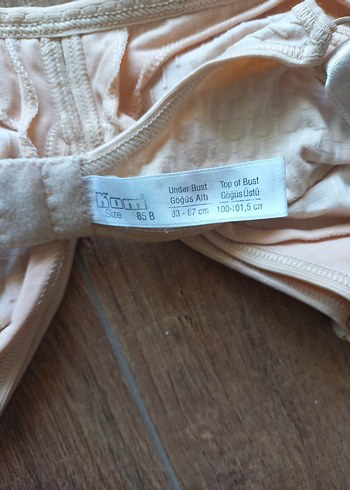 Komi
Size 85 B
Under Bust
Göğüs Altı
83 - 87 cm
Top of Bust
Göğüs Üstü
100-101,5 cm